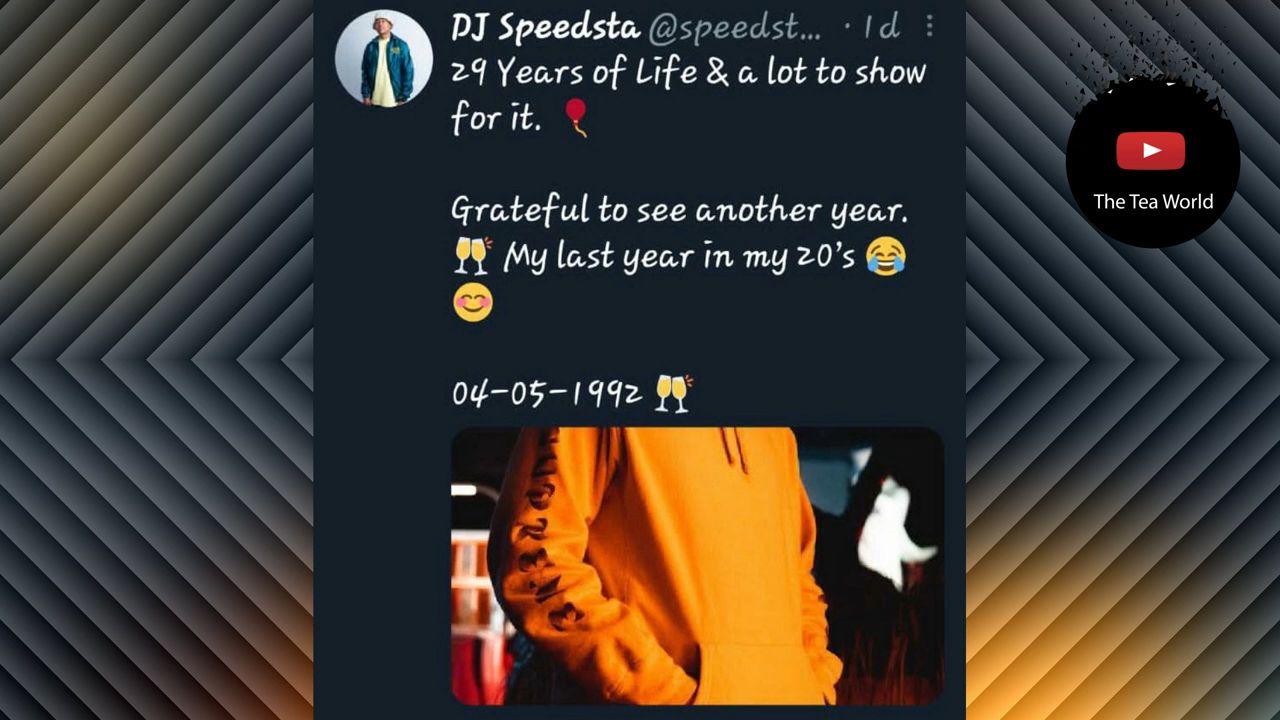 DJ Speedsta @speedst... · 1d
29 Years of Life & a lot to show
for it. 🎈
Grateful to see another year.
🥂 My last year in my 20's 😂
😊
04-05-1992 🥂
The Tea World